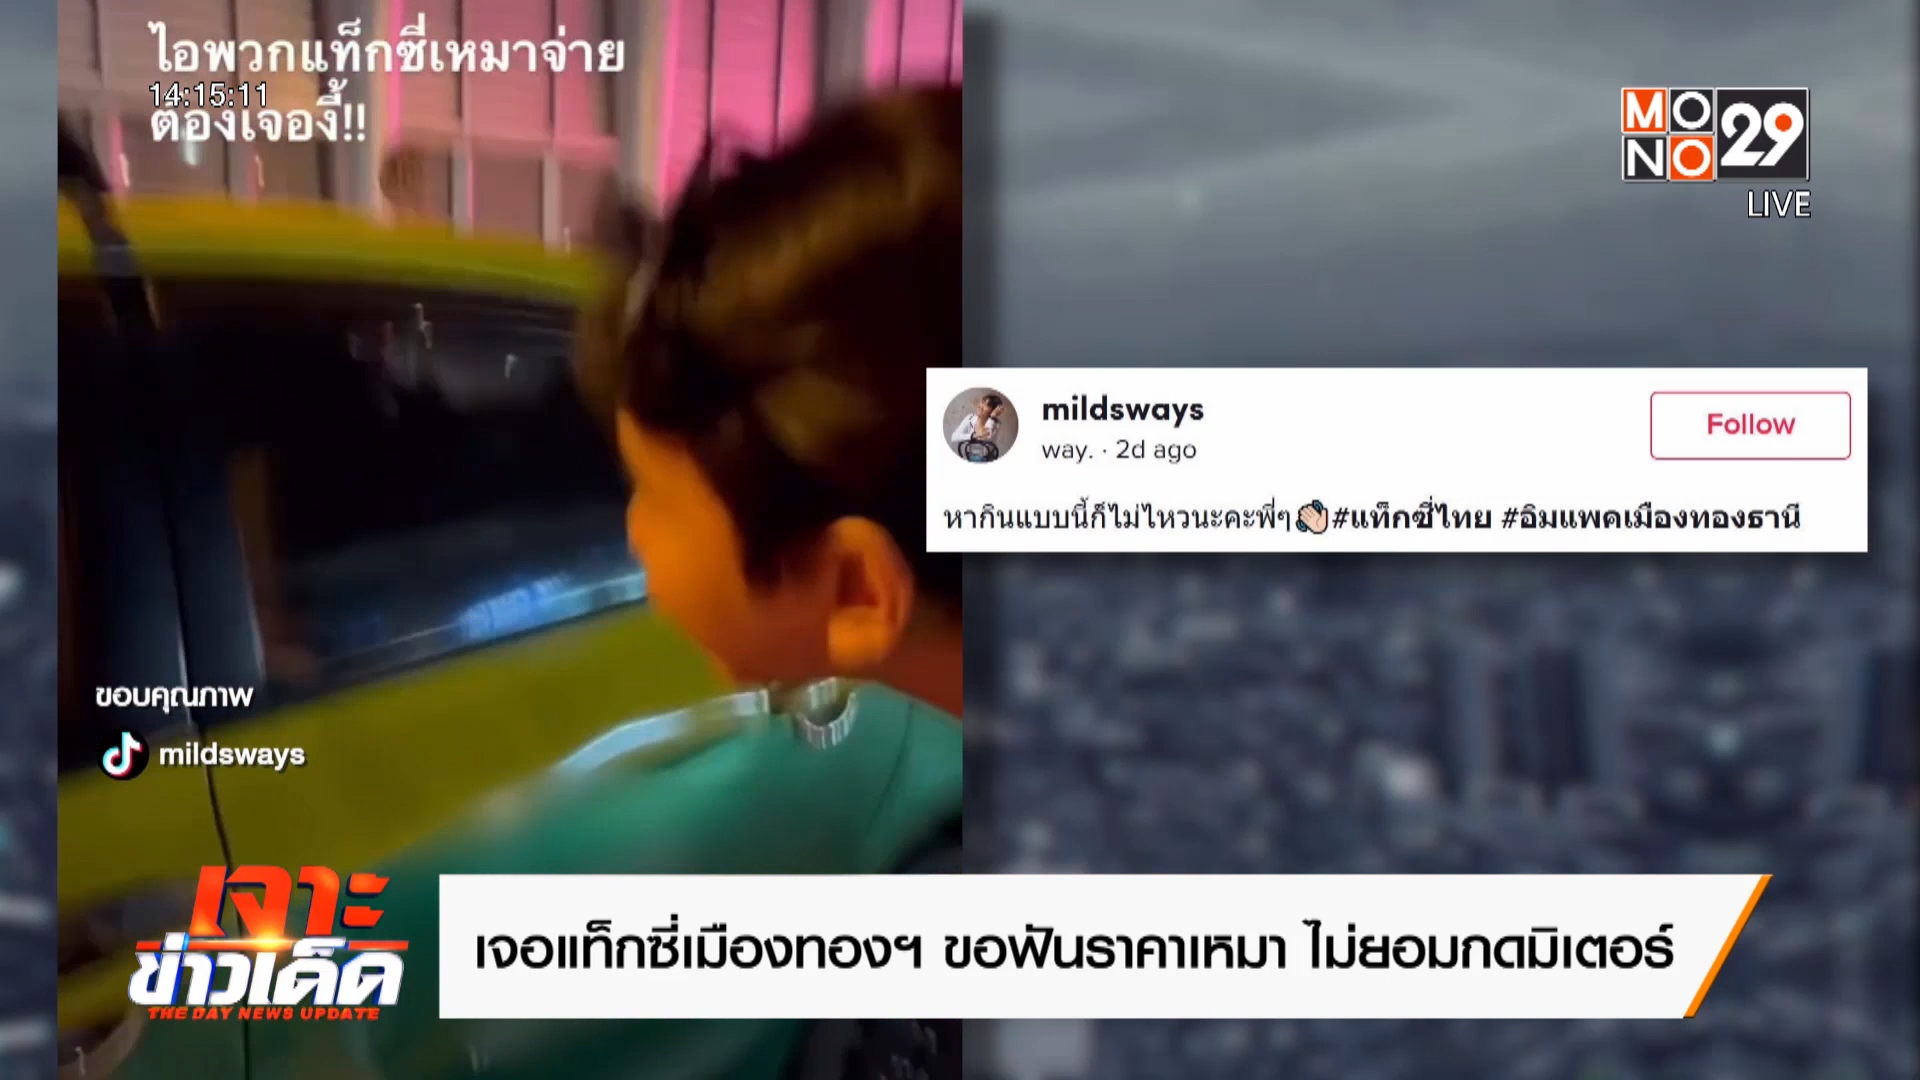 ไอพวกแท็กซี่เหมาจ่าย
14:15:11
ต้องเจองี้!!
MONO 29
LIVE
mildsways
way. · 2d ago
Follow
หากินแบบนี้ก็ไม่ไหวนะคะพี่ๆ👏🏻#แท็กซี่ไทย #อิมแพคเมืองทองธานี
ขอบคุณภาพ
mildsways
เจาะ
ข่าวเด็ด
THE DAY NEWS UPDATE
เจอแท็กซี่เมืองทองฯ ขอฟันราคาเหมา ไม่ยอมกดมิเตอร์